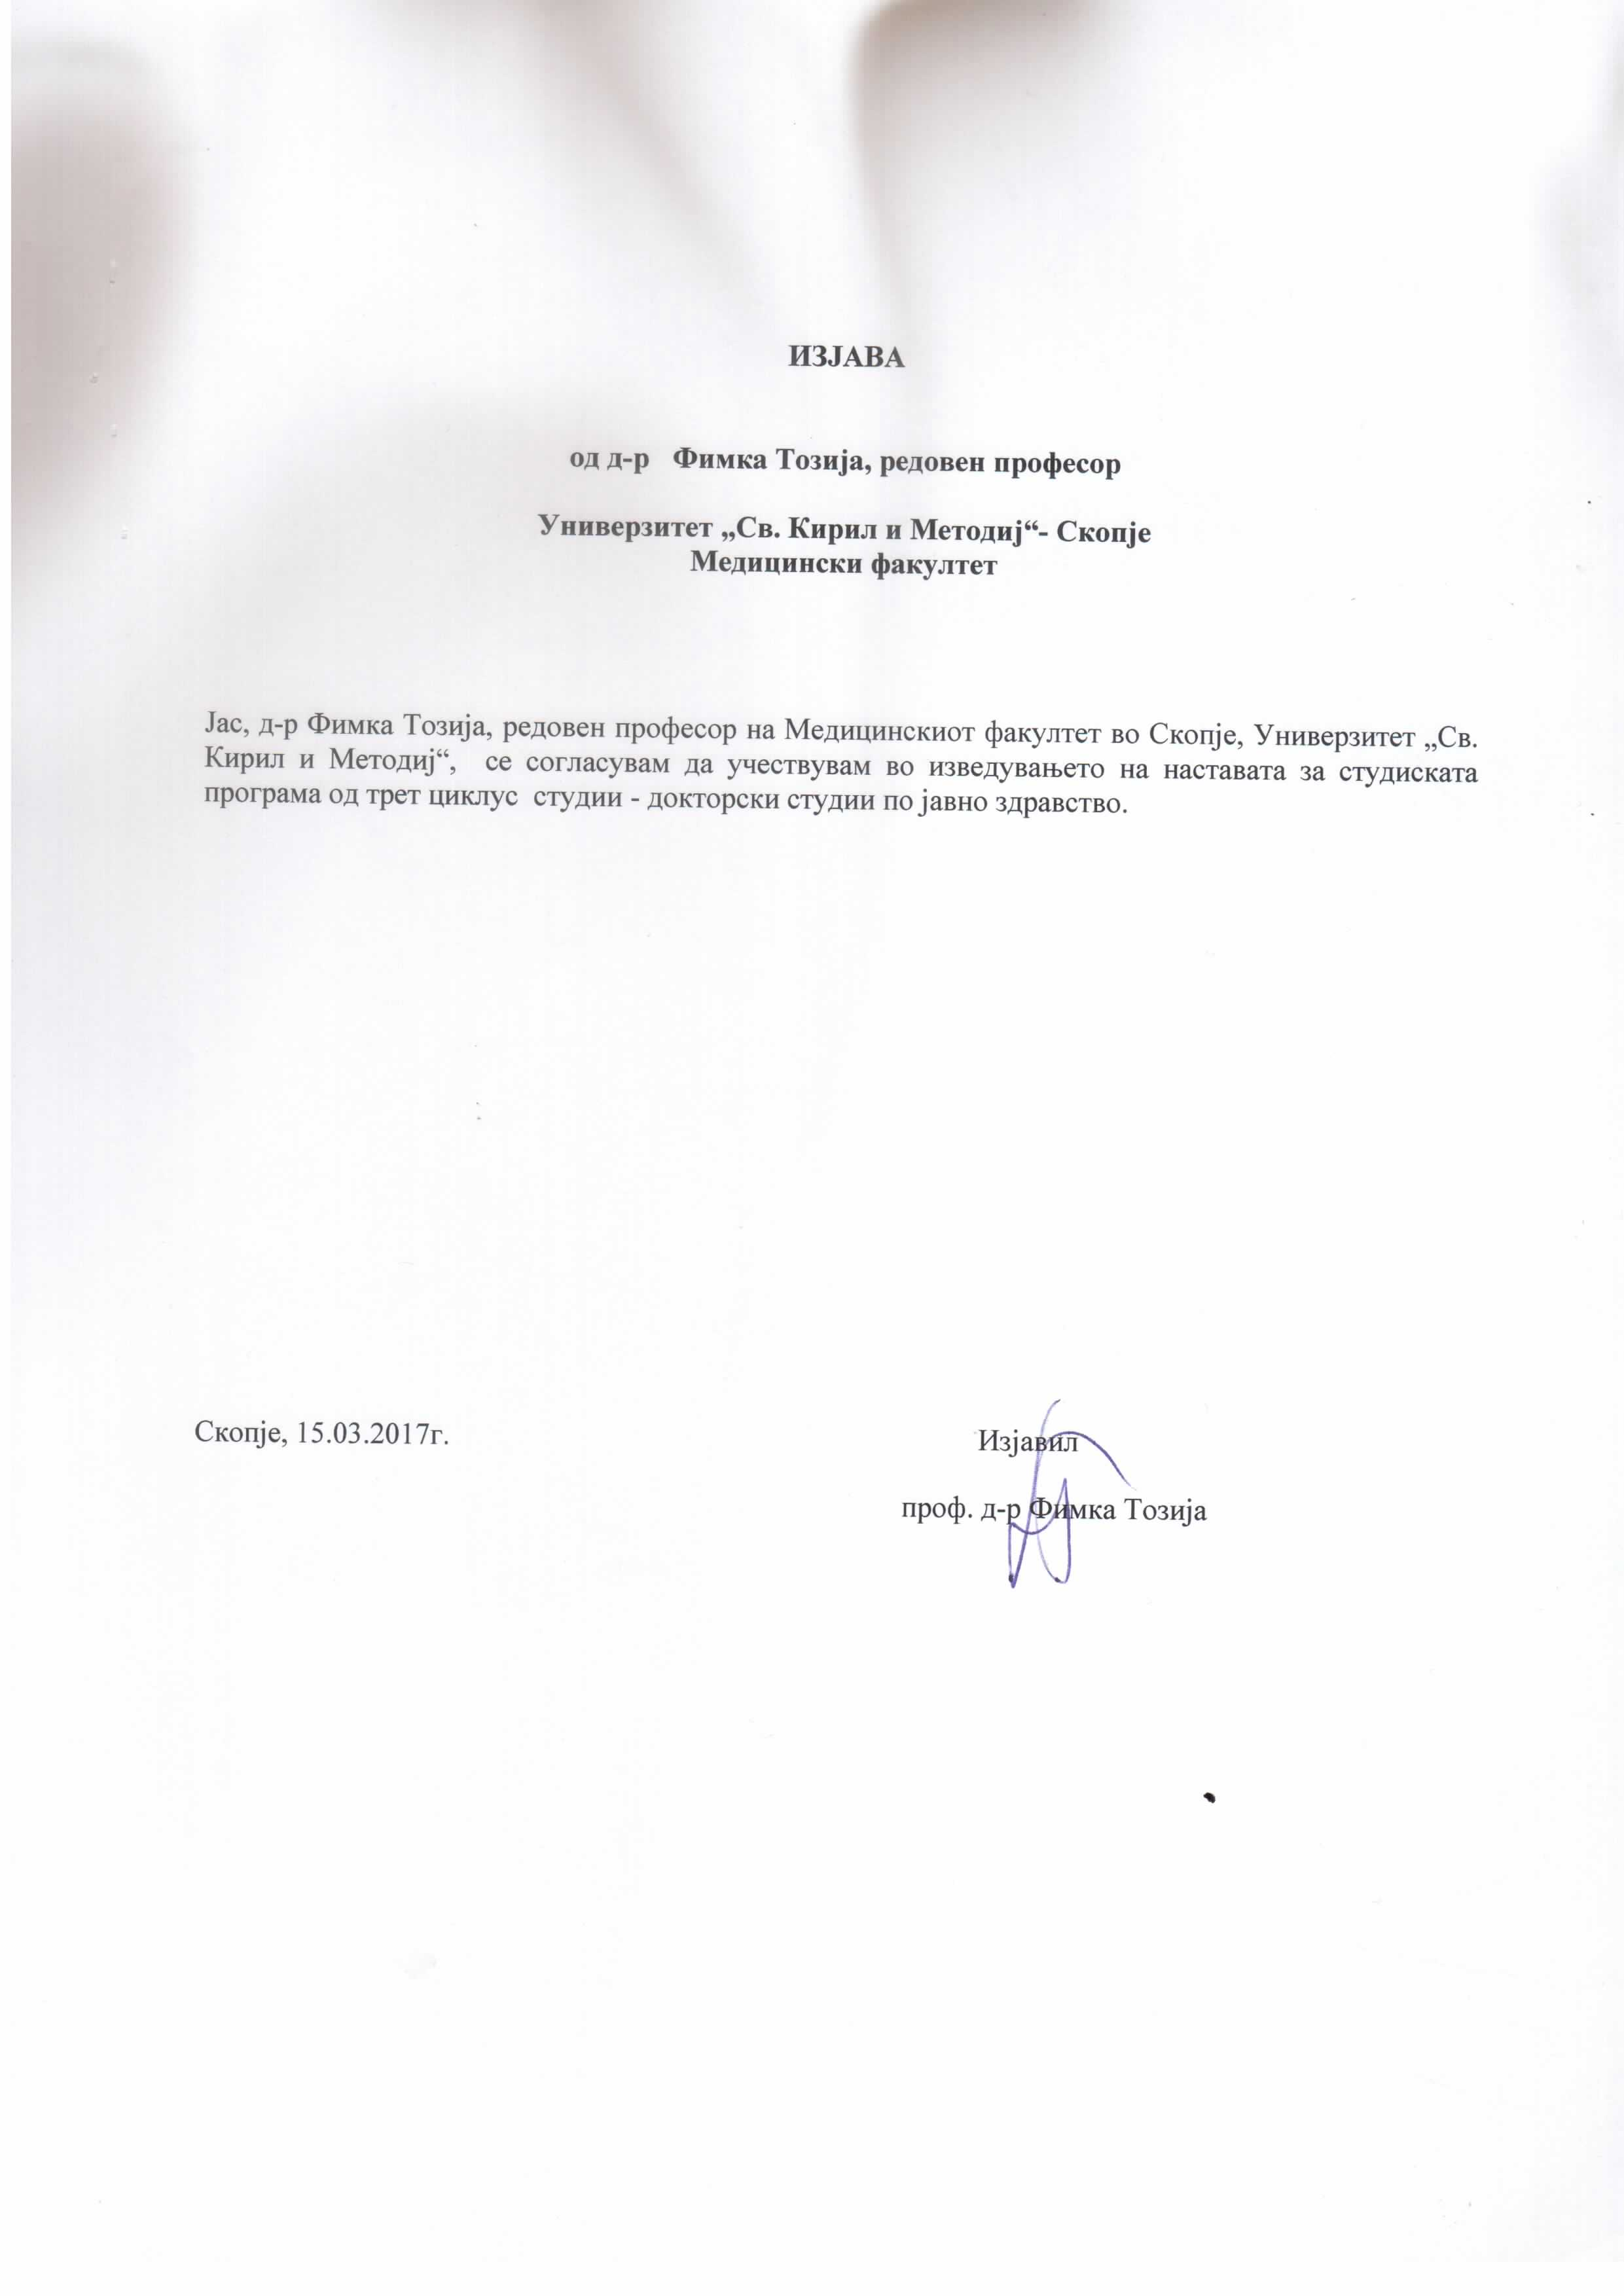 ИЗЈАВА
од д-р Фимка Тозија, редовен професор
Универзитет „Св. Кирил и Методиј“- Скопје
Медицински факултет
Јас, д-р Фимка Тозија, редовен професор на Медицинскиот факултет во Скопје, Универзитет „Св.
Кирил и Методиј“, се согласувам да учествувам во изведувањето на наставата за студиската
програма од трет циклус студии - докторски студии по јавно здравство.
Скопје, 15.03.2017г.
Изјавил
проф. д-р Фимка Тозија